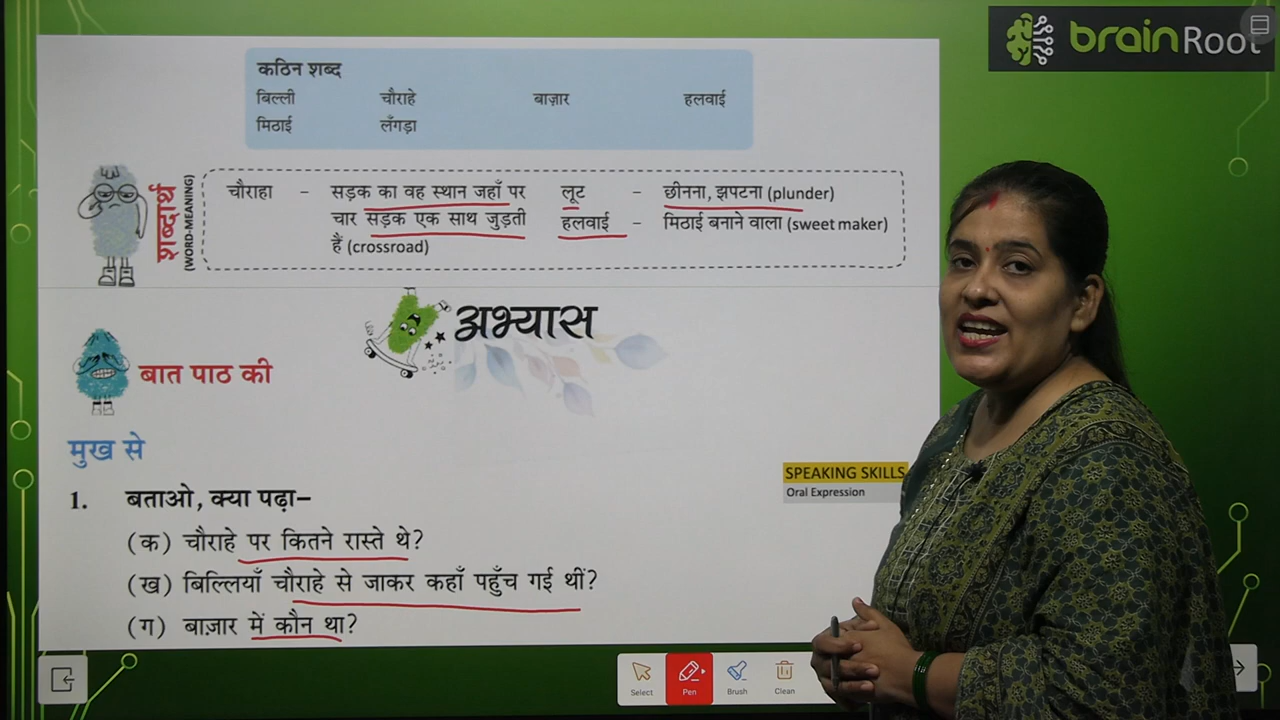 brainRoot
कठिन शब्द
बिल्ली चौराहे बाज़ार हलवाई
मिठाई लँगड़ा
शब्दार्थ
(WORD-MEANING)
चौराहा – सड़क का वह स्थान जहाँ पर
चार सड़क एक साथ जुड़ती
हैं (crossroad)
लूट – छीनना, झपटना (plunder)
हलवाई – मिठाई बनाने वाला (sweet maker)
अभ्यास
बात पाठ की
मुख से
SPEAKING SKILLS
Oral Expression
1. बताओ, क्या पढ़ा–
(क) चौराहे पर कितने रास्ते थे?
(ख) बिल्लियाँ चौराहे से जाकर कहाँ पहुँच गई थीं?
(ग) बाज़ार में कौन था?
Select Pen Brush Clean